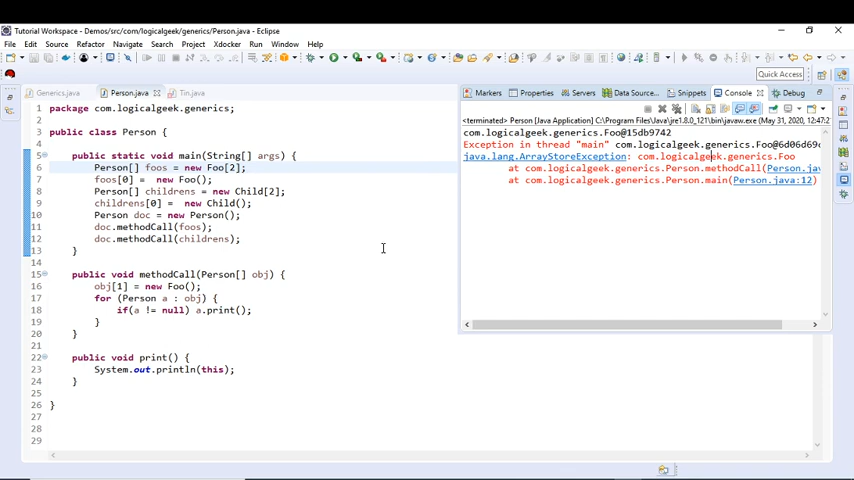 Tutorial Workspace - Demos/src/com/logicalgeek/generics/Person.java - Eclipse
File Edit Source Refactor Navigate Search Project Xdocker Run Window Help
Quick Access
Generics.java Person.java Tin.java
1 package com.logicalgeek.generics;
2
3 public class Person {
4
5 public static void main(String[] args) {
6 Person[] foos = new Foo[2];
7 foos[0] = new Foo();
8 Person[] childrens = new Child[2];
9 childrens[0] = new Child();
10 Person doc = new Person();
11 doc.methodCall(foos);
12 doc.methodCall(childrens);
13 }
14
15 public void methodCall(Person[] obj) {
16 obj[1] = new Foo();
17 for (Person a : obj) {
18 if(a != null) a.print();
19 }
20 }
21
22 public void print() {
23 System.out.println(this);
24 }
25
26 }
27
28
29
Markers Properties Servers Data Source... Snippets Console Debug
<terminated> Person [Java Application] C:\Program Files\Java\jre1.8.0_121\bin\javaw.exe (May 31, 2020, 12:47:2
com.logicalgeek.generics.Foo@15db9742
Exception in thread "main" com.logicalgeek.generics.Foo@6d06d69c
java.lang.ArrayStoreException: com.logicalgeek.generics.Foo
at com.logicalgeek.generics.Person.methodCall(Person.jav
at com.logicalgeek.generics.Person.main(Person.java:12)